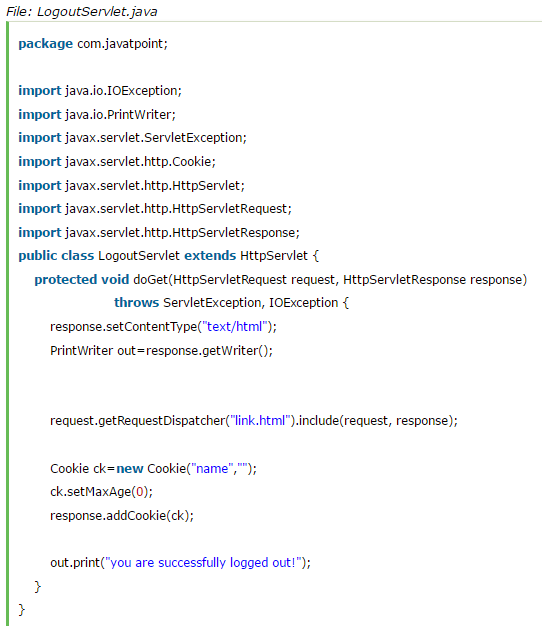 File: LogoutServlet.java
package com.javatpoint;
import java.io.IOException;
import java.io.PrintWriter;
import javax.servlet.ServletException;
import javax.servlet.http.Cookie;
import javax.servlet.http.HttpServlet;
import javax.servlet.http.HttpServletRequest;
import javax.servlet.http.HttpServletResponse;
public class LogoutServlet extends HttpServlet {
protected void doGet(HttpServletRequest request, HttpServletResponse response)
throws ServletException, IOException {
response.setContentType("text/html");
PrintWriter out=response.getWriter();
request.getRequestDispatcher("link.html").include(request, response);
Cookie ck=new Cookie("name","");
ck.setMaxAge(0);
response.addCookie(ck);
out.print("you are successfully logged out!");
}
}